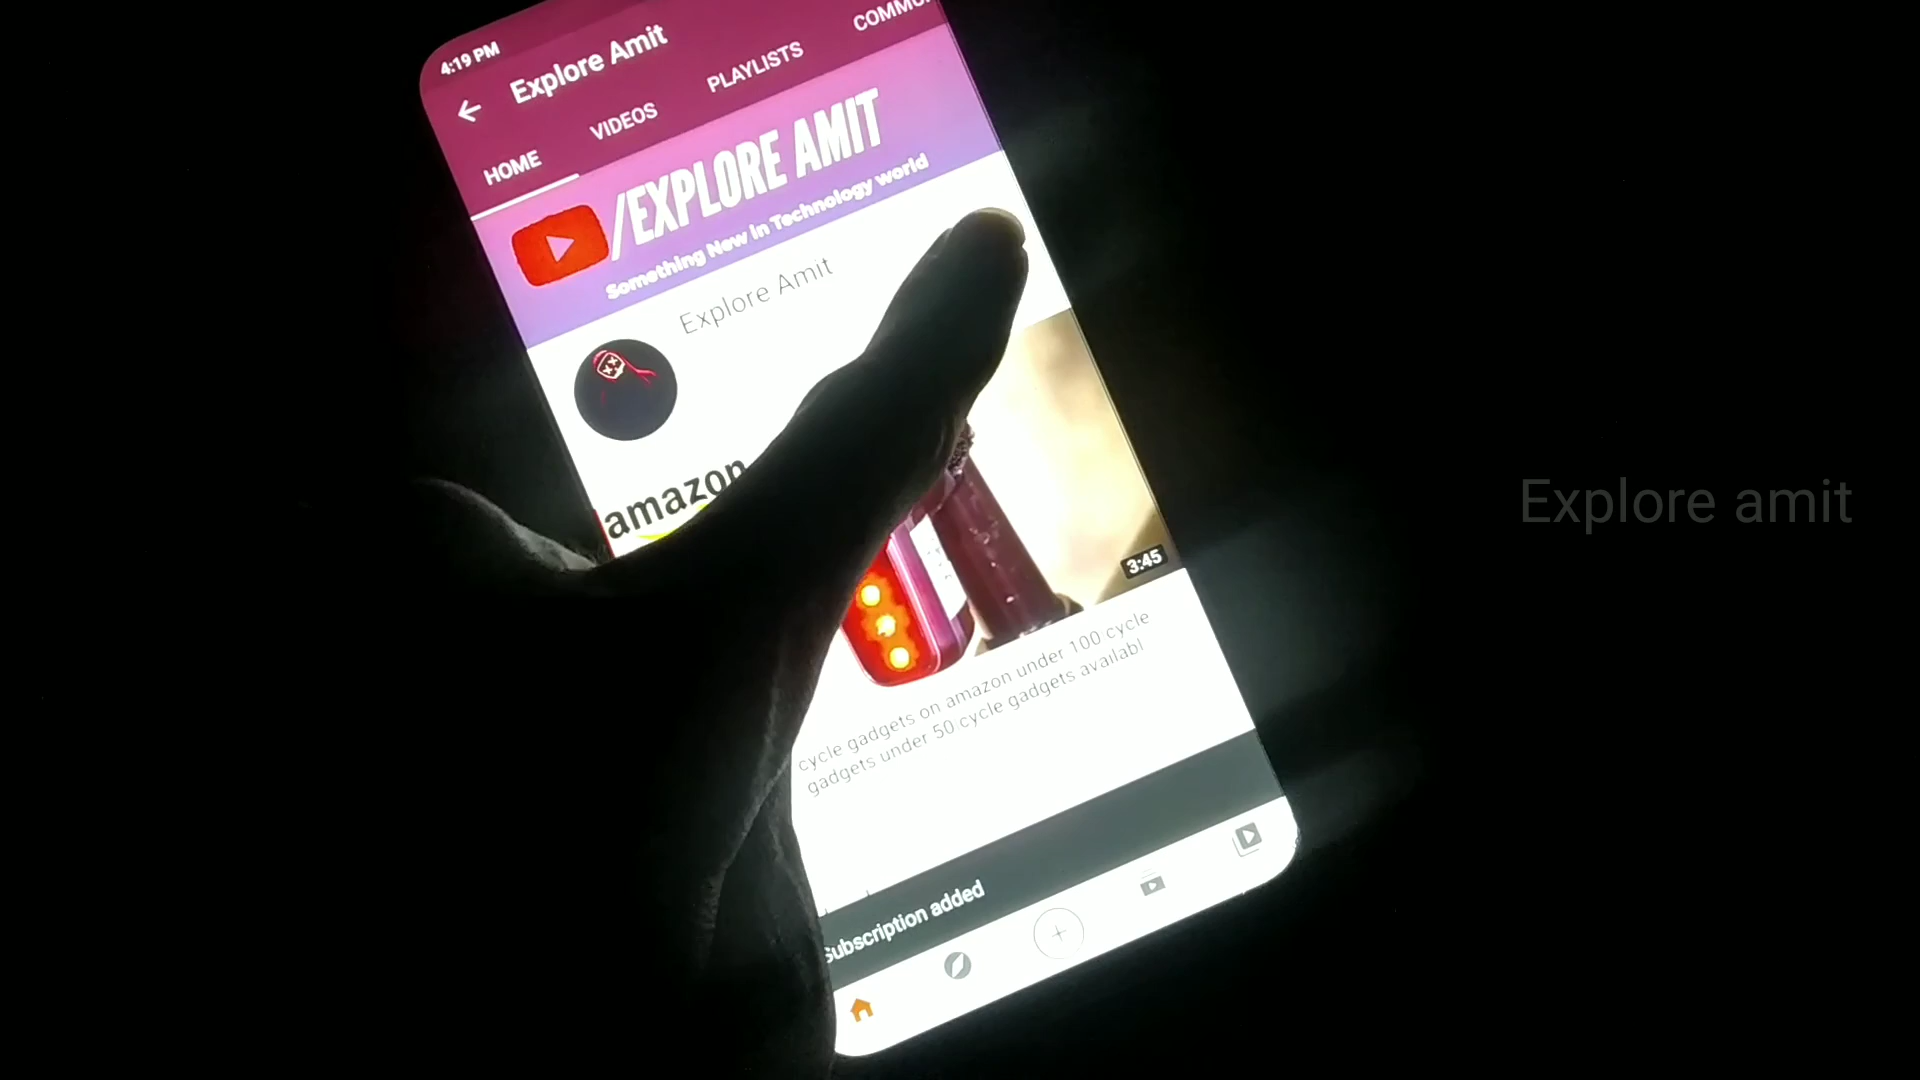 4:19 PM
Explore Amit
HOME
VIDEOS
PLAYLISTS
/EXPLORE AMIT
Something New in Technology world
Explore Amit
amazon
3:45
cycle gadgets on amazon under 100 cycle
gadgets under 50 cycle gadgets availabl
Subscription added
Explore amit